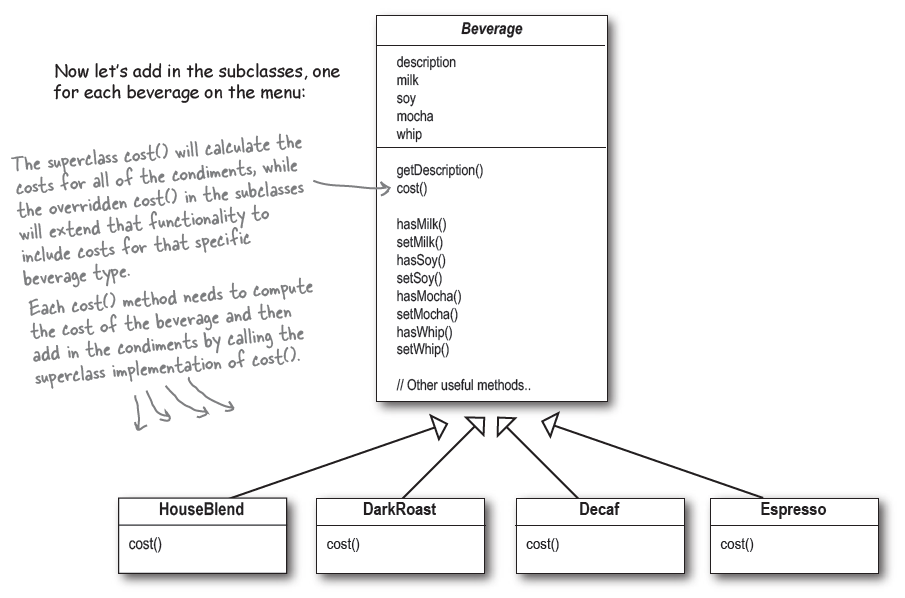 Now let's add in the subclasses, one
for each beverage on the menu:
The superclass cost() will calculate the
costs for all of the condiments, while
the overridden cost() in the subclasses
will extend that functionality to
include costs for that specific
beverage type.
Each cost() method needs to compute
the cost of the beverage and then
add in the condiments by calling the
superclass implementation of cost().
Beverage
description
milk
soy
mocha
whip
getDescription()
cost()
hasMilk()
setMilk()
hasSoy()
setSoy()
hasMocha()
setMocha()
hasWhip()
setWhip()
// Other useful methods..
HouseBlend
cost()
DarkRoast
cost()
Decaf
cost()
Espresso
cost()